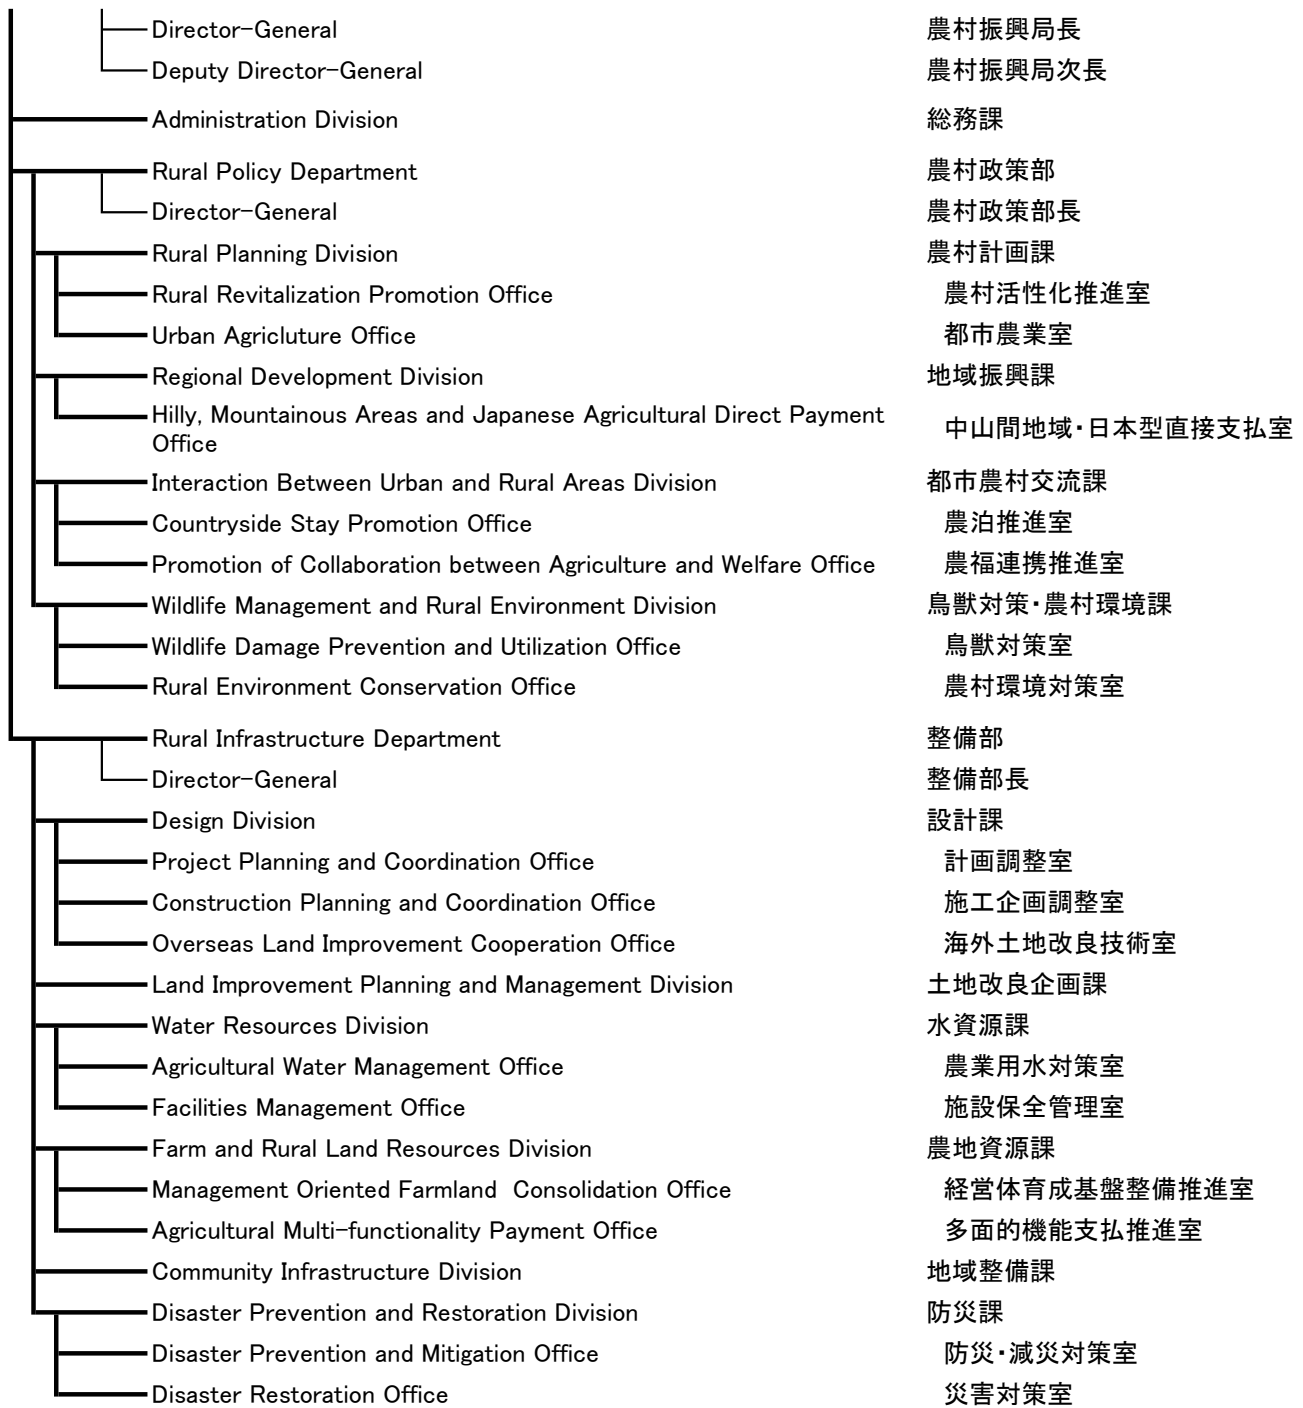 Director-General 農村振興局長
Deputy Director-General 農村振興局次長
Administration Division 総務課
Rural Policy Department 農村政策部
Director-General 農村政策部長
Rural Planning Division 農村計画課
Rural Revitalization Promotion Office 農村活性化推進室
Urban Agricluture Office 都市農業室
Regional Development Division 地域振興課
Hilly, Mountainous Areas and Japanese Agricultural Direct Payment
Office 中山間地域・日本型直接支払室
Interaction Between Urban and Rural Areas Division 都市農村交流課
Countryside Stay Promotion Office 農泊推進室
Promotion of Collaboration between Agriculture and Welfare Office 農福連携推進室
Wildlife Management and Rural Environment Division 鳥獣対策・農村環境課
Wildlife Damage Prevention and Utilization Office 鳥獣対策室
Rural Environment Conservation Office 農村環境対策室
Rural Infrastructure Department 整備部
Director-General 整備部長
Design Division 設計課
Project Planning and Coordination Office 計画調整室
Construction Planning and Coordination Office 施工企画調整室
Overseas Land Improvement Cooperation Office 海外土地改良技術室
Land Improvement Planning and Management Division 土地改良企画課
Water Resources Division 水資源課
Agricultural Water Management Office 農業用水対策室
Facilities Management Office 施設保全管理室
Farm and Rural Land Resources Division 農地資源課
Management Oriented Farmland Consolidation Office 経営体育成基盤整備推進室
Agricultural Multi-functionality Payment Office 多面的機能支払推進室
Community Infrastructure Division 地域整備課
Disaster Prevention and Restoration Division 防災課
Disaster Prevention and Mitigation Office 防災・減災対策室
Disaster Restoration Office 災害対策室